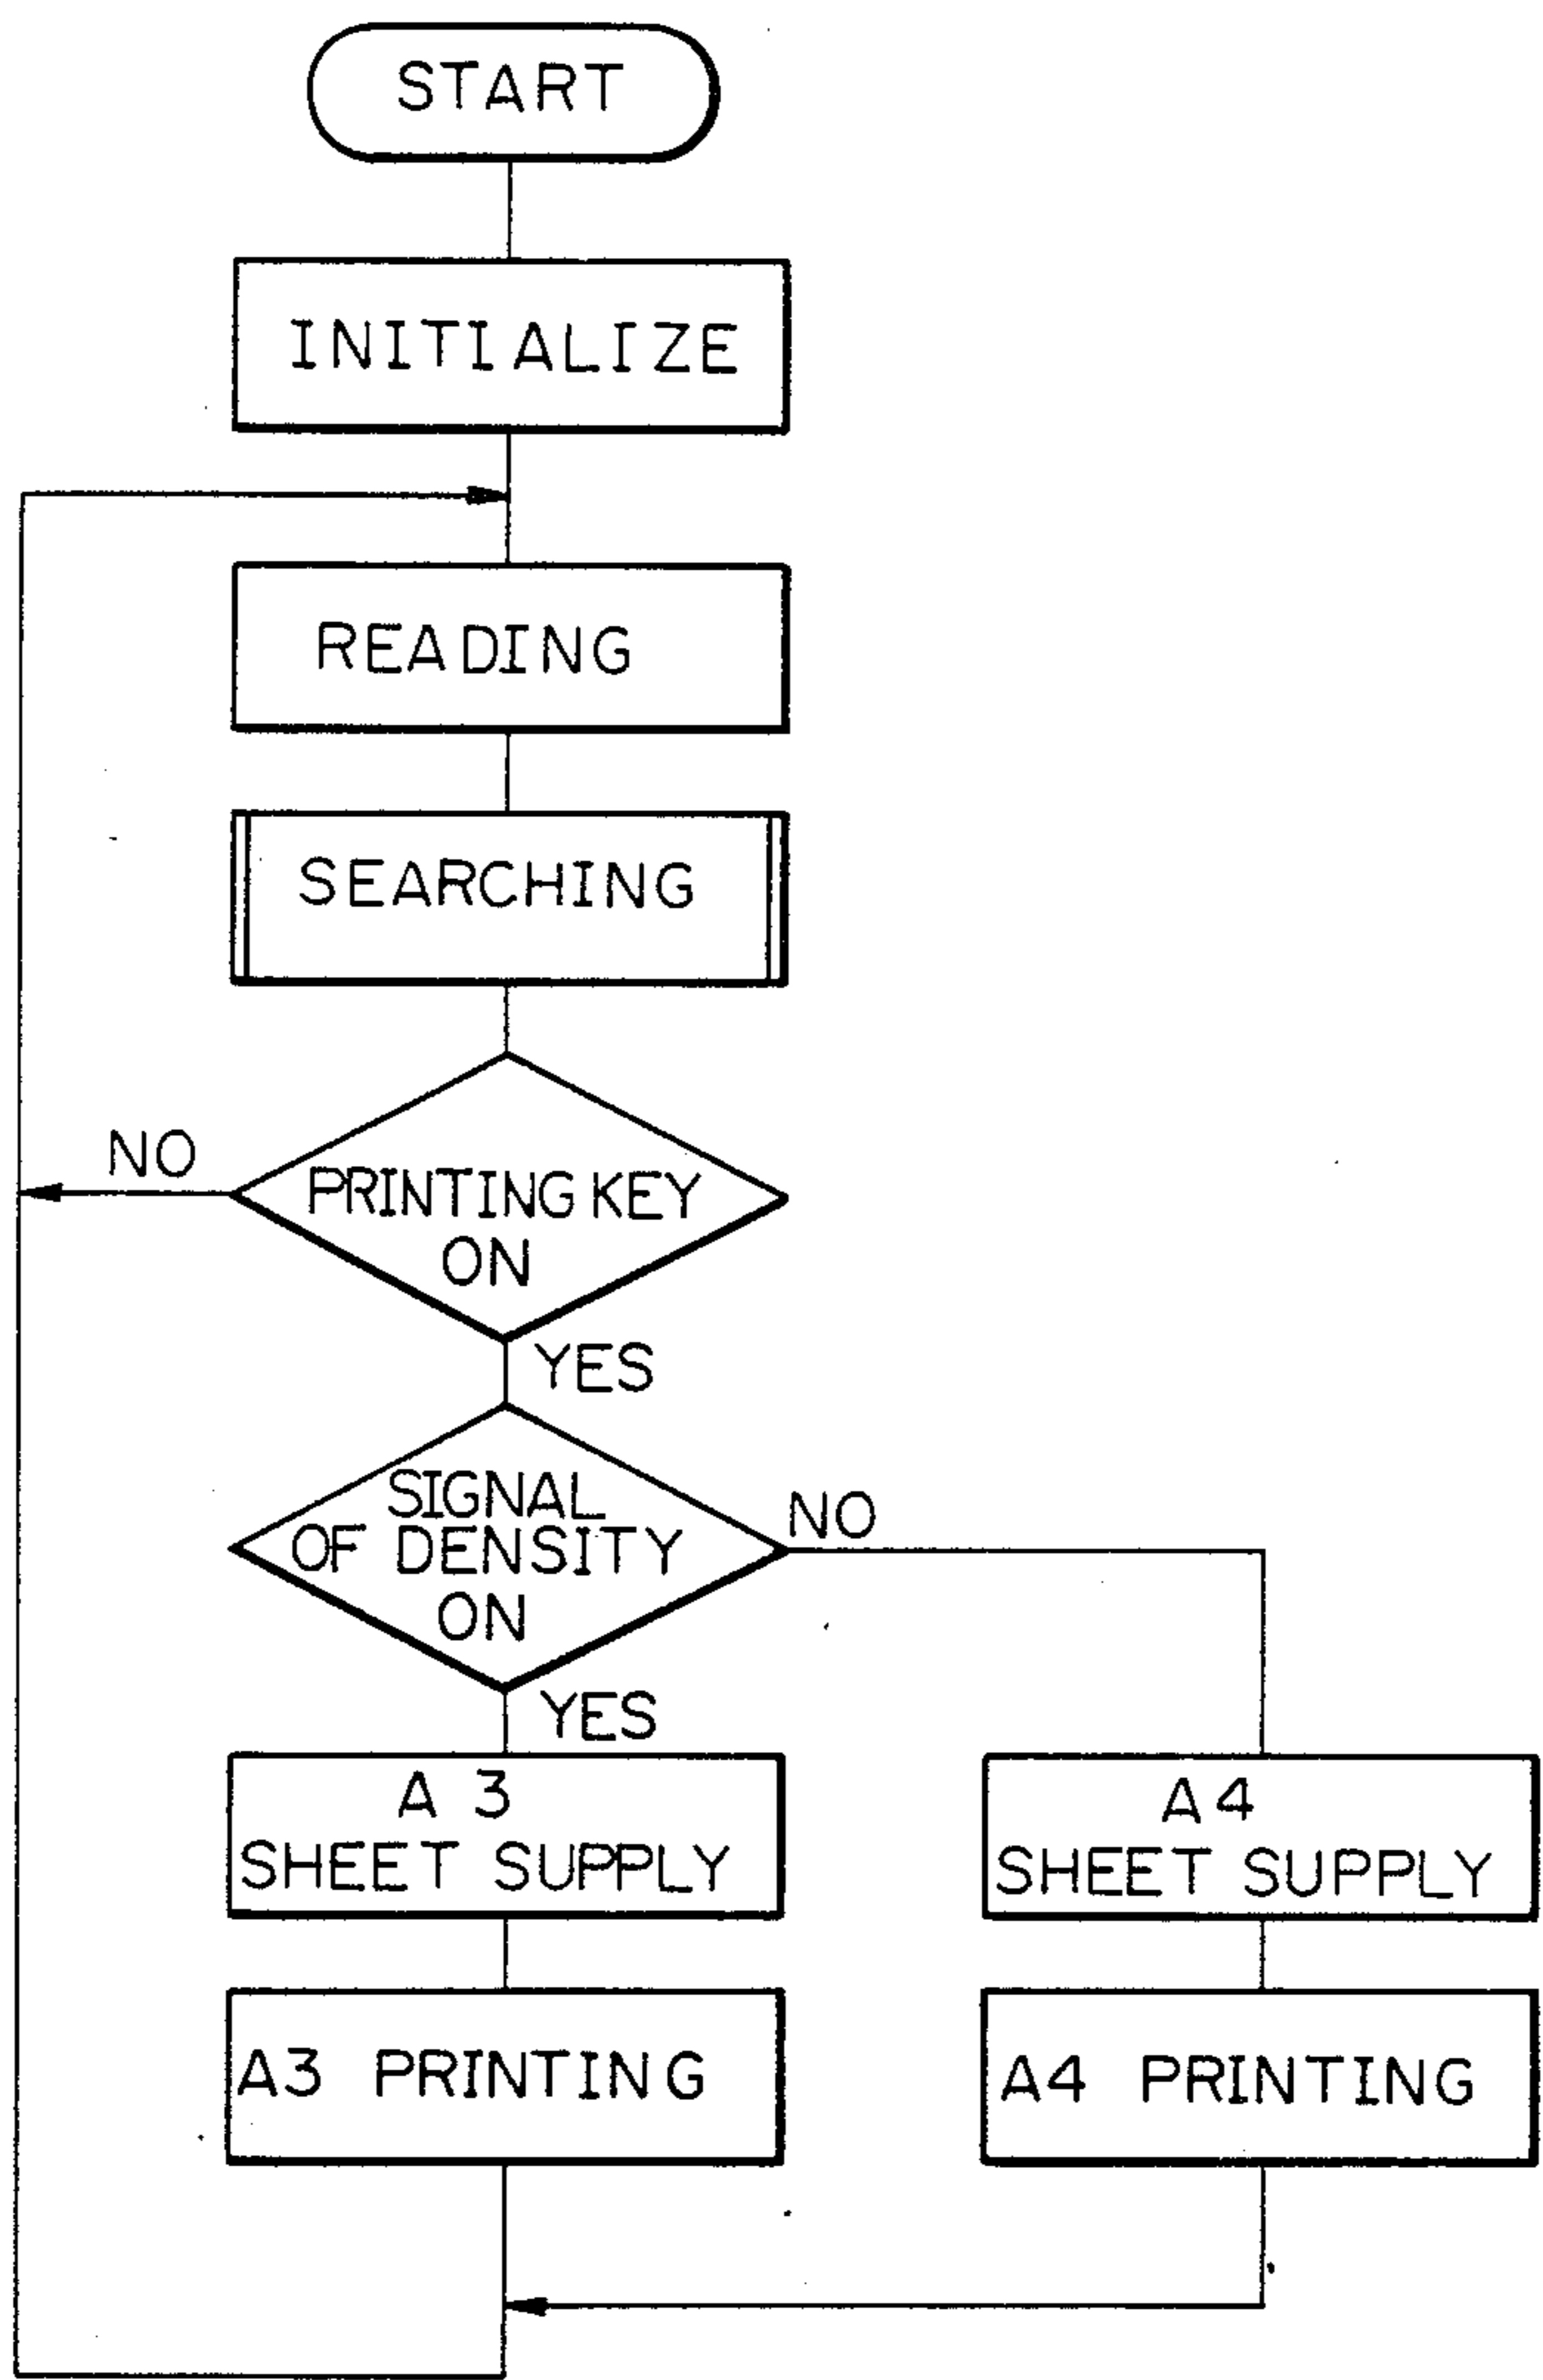 START
INITIALIZE
READING
SEARCHING
NO
PRINTING KEY
ON
YES
SIGNAL
OF DENSITY
ON
NO
YES
A 3
SHEET SUPPLY
A4
SHEET SUPPLY
A3 PRINTING
A4 PRINTING